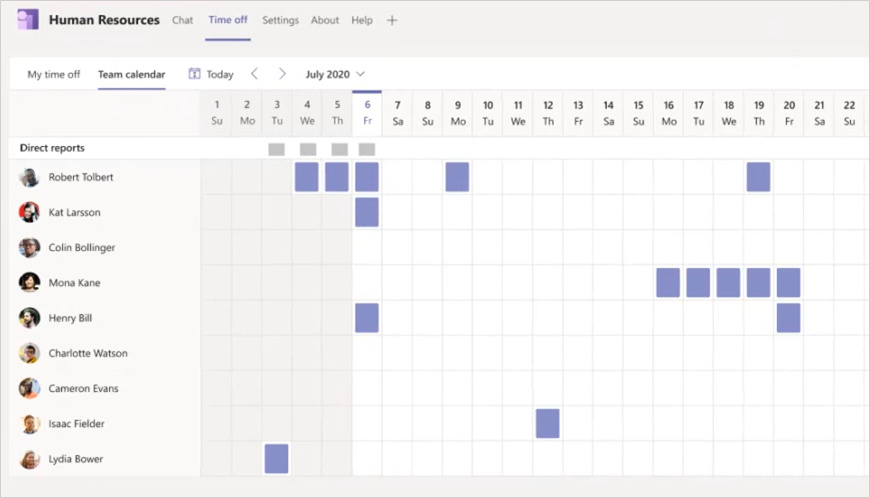 Human Resources Chat Time off Settings About Help +
My time off Team calendar Today July 2020
1 2 3 4 5 6 7 8 9 10 11 12 13 14 15 16 17 18 19 20 21 22
Su Mo Tu We Th Fr Sa Su Mo Tu We Th Fr Sa Su Mo Tu We Th Fr Sa Su
Direct reports
Robert Tolbert
Kat Larsson
Colin Bollinger
Mona Kane
Henry Bill
Charlotte Watson
Cameron Evans
Isaac Fielder
Lydia Bower